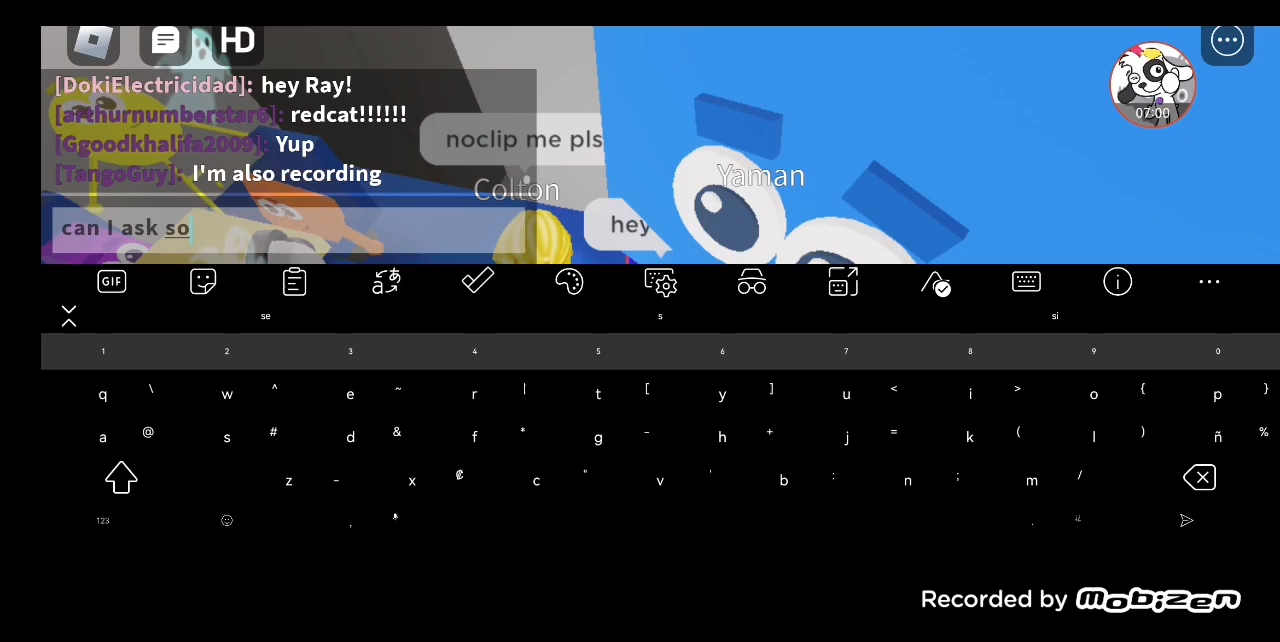 HD
[DokiElectricidad]: hey Ray!
[arthurnumberstar6]: redcat!!!!!!
[Ggoodkhalifa2009]: Yup
[TangoGuy]: I'm also recording
can I ask so
noclip me pls
Colton
Yaman
hey
07:00
GIF
se s si
1 2 3 4 5 6 7 8 9 0
q \ w ^ e ~ r | t [ y ] u < i > o { p }
a @ s # d & f * g - h + j = k ( l ) ñ %
z - x ₡ c " v ' b : n ; m /
123 , .
Recorded by mobizen